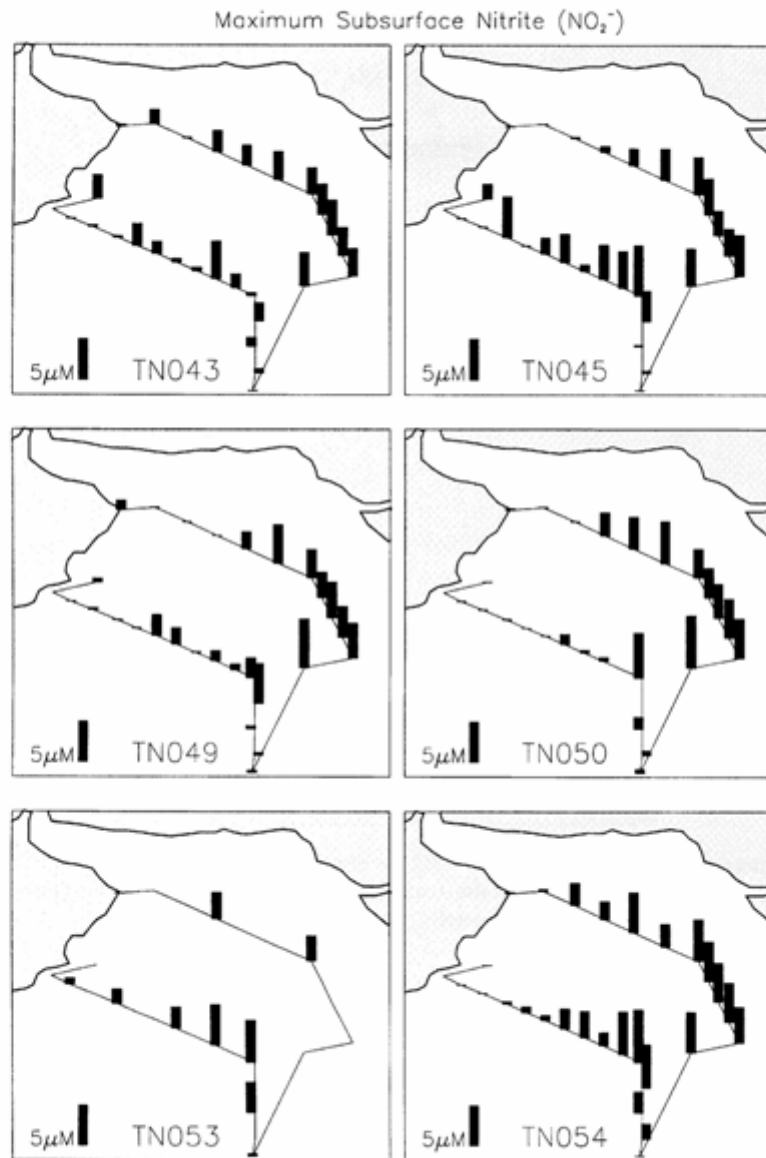 Maximum Subsurface Nitrite (NO₂⁻)
5μM TN043
5μM TN045
5μM TN049
5μM TN050
5μM TN053
5μM TN054